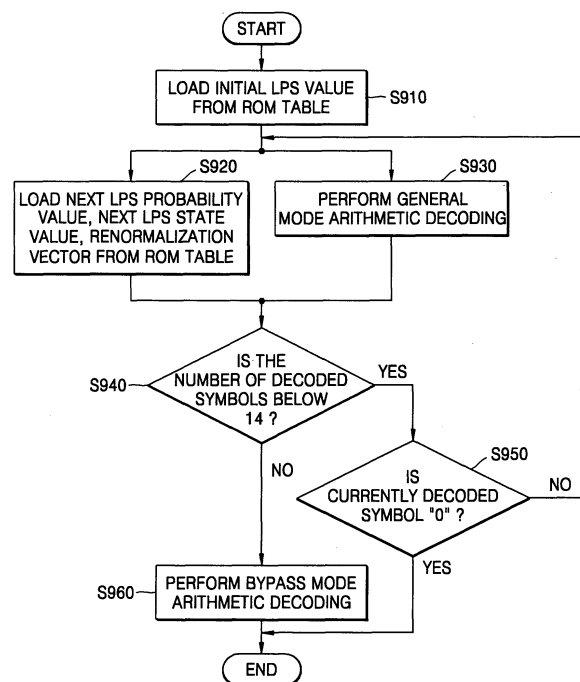 START
LOAD INITIAL LPS VALUE
FROM ROM TABLE
S910
S920
LOAD NEXT LPS PROBABILITY
VALUE, NEXT LPS STATE
VALUE, RENORMALIZATION
VECTOR FROM ROM TABLE
S930
PERFORM GENERAL
MODE ARITHMETIC DECODING
S940
IS THE
NUMBER OF DECODED
SYMBOLS BELOW
14 ?
YES
NO
S950
IS
CURRENTLY DECODED
SYMBOL "0" ?
NO
YES
S960
PERFORM BYPASS MODE
ARITHMETIC DECODING
END